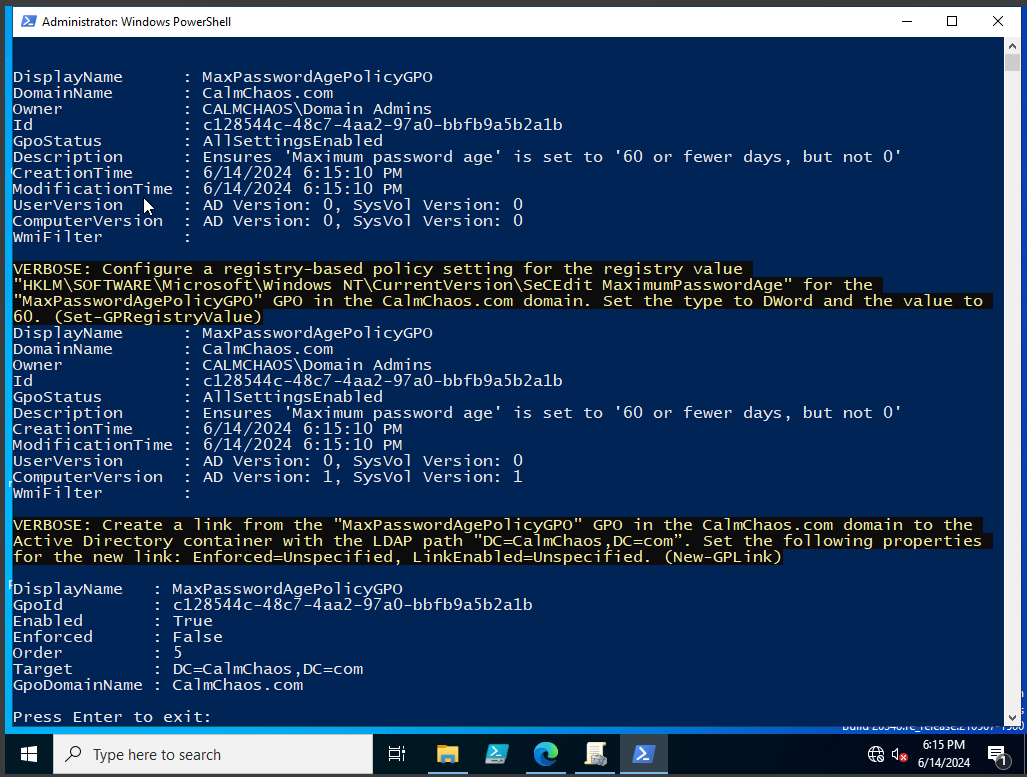 Administrator: Windows PowerShell
DisplayName : MaxPasswordAgePolicyGPO
DomainName : CalmChaos.com
Owner : CALMCHAOS\Domain Admins
Id : c128544c-48c7-4aa2-97a0-bbfb9a5b2a1b
GpoStatus : AllSettingsEnabled
Description : Ensures 'Maximum password age' is set to '60 or fewer days, but not 0'
CreationTime : 6/14/2024 6:15:10 PM
ModificationTime : 6/14/2024 6:15:10 PM
UserVersion : AD Version: 0, SysVol Version: 0
ComputerVersion : AD Version: 0, SysVol Version: 0
WmiFilter :
VERBOSE: Configure a registry-based policy setting for the registry value
"HKLM\SOFTWARE\Microsoft\Windows NT\CurrentVersion\SeCEdit MaximumPasswordAge" for the
"MaxPasswordAgePolicyGPO" GPO in the CalmChaos.com domain. Set the type to DWord and the value to
60. (Set-GPRegistryValue)
DisplayName : MaxPasswordAgePolicyGPO
DomainName : CalmChaos.com
Owner : CALMCHAOS\Domain Admins
Id : c128544c-48c7-4aa2-97a0-bbfb9a5b2a1b
GpoStatus : AllSettingsEnabled
Description : Ensures 'Maximum password age' is set to '60 or fewer days, but not 0'
CreationTime : 6/14/2024 6:15:10 PM
ModificationTime : 6/14/2024 6:15:10 PM
UserVersion : AD Version: 0, SysVol Version: 0
ComputerVersion : AD Version: 1, SysVol Version: 1
WmiFilter :
VERBOSE: Create a link from the "MaxPasswordAgePolicyGPO" GPO in the CalmChaos.com domain to the
Active Directory container with the LDAP path "DC=CalmChaos,DC=com”. Set the following properties
for the new link: Enforced=Unspecified, LinkEnabled=Unspecified. (New-GPLink)
DisplayName : MaxPasswordAgePolicyGPO
GpoId : c128544c-48c7-4aa2-97a0-bbfb9a5b2a1b
Enabled : True
Enforced : False
Order : 5
Target : DC=CalmChaos,DC=com
GpoDomainName : CalmChaos.com
Press Enter to exit:
Type here to search
6:15 PM
6/14/2024
1